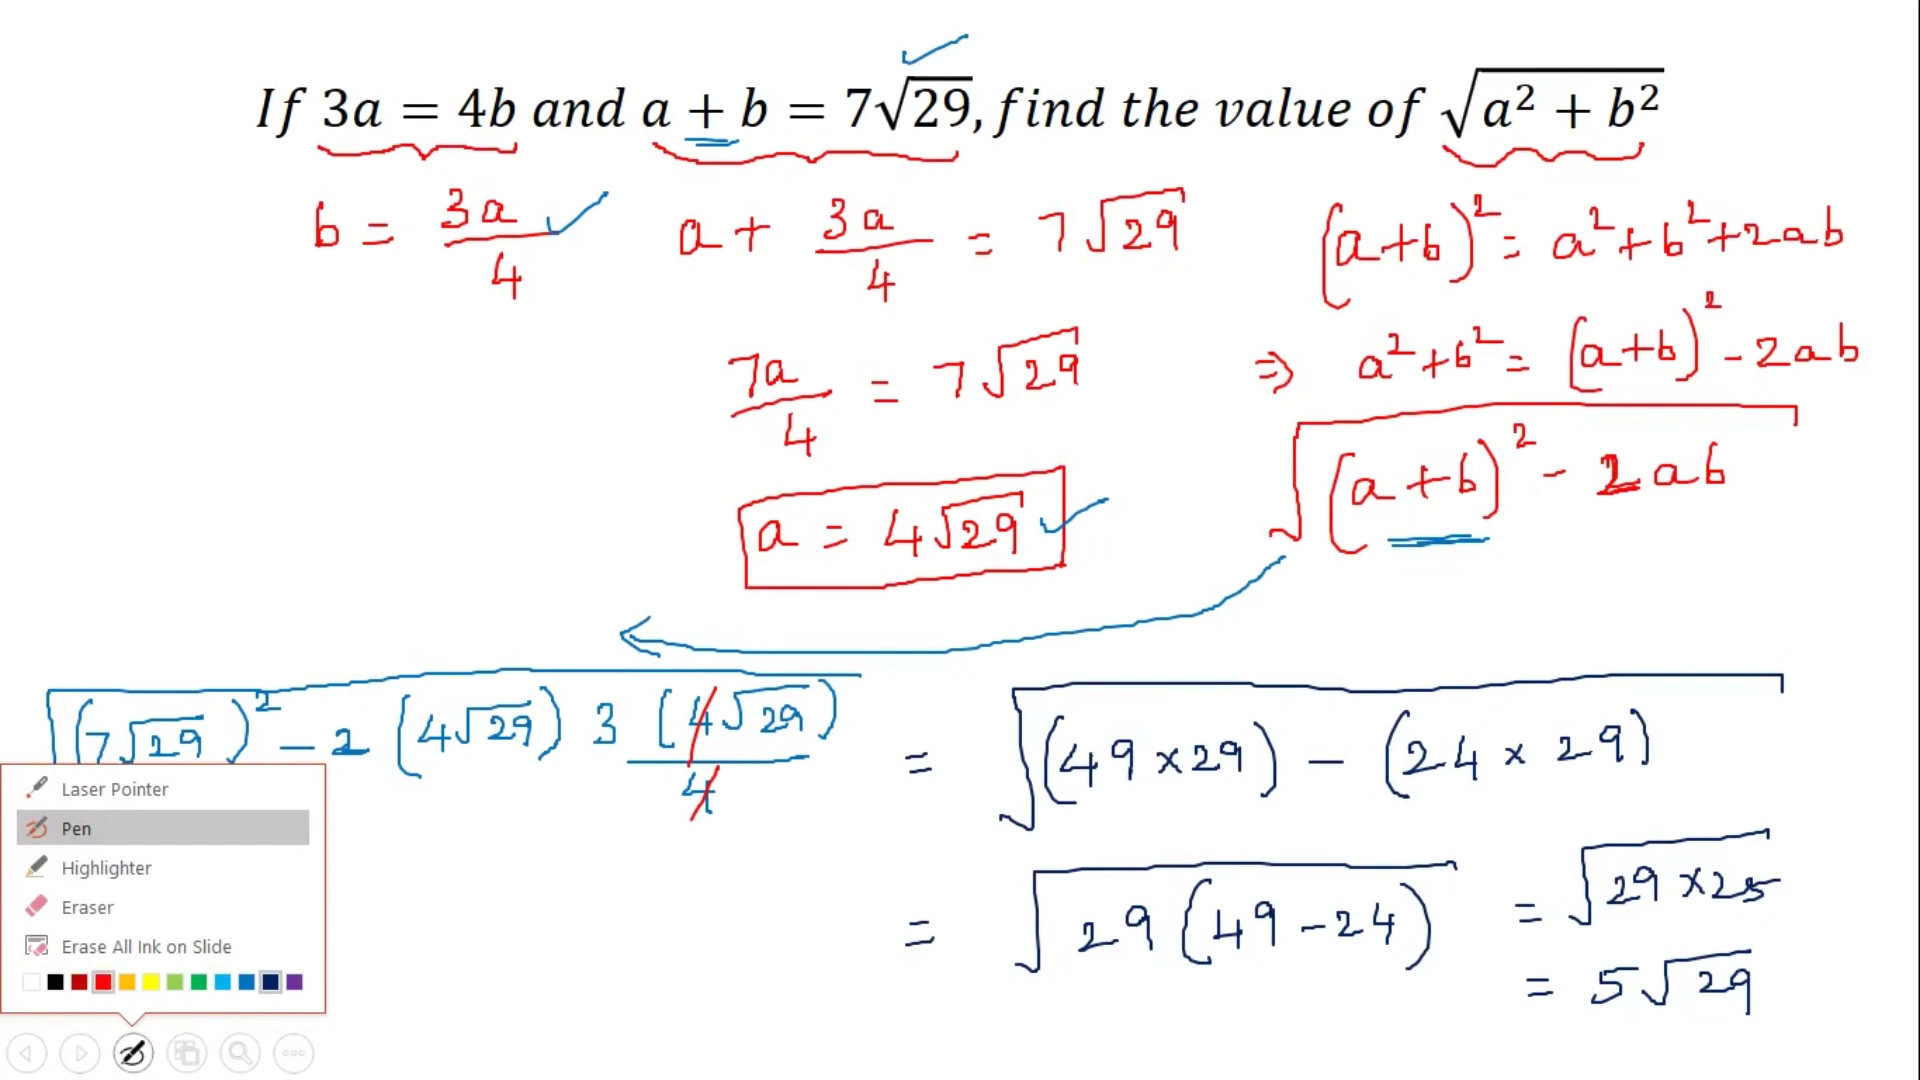 If 3a = 4b and a + b = 7√29, find the value of √(a² + b²)
b = 3a/4
a + 3a/4 = 7√29
7a/4 = 7√29
a = 4√29
(a+b)² = a²+b²+2ab
⇒ a²+b² = (a+b)² - 2ab
√((a+b)² - 2ab)
√((7√29)² - 2 (4√29) 3 (4√29)/4)
= √((49×29) - (24×29))
= √(29(49-24))
= √(29×25)
= 5√29
Laser Pointer
Pen
Highlighter
Eraser
Erase All Ink on Slide